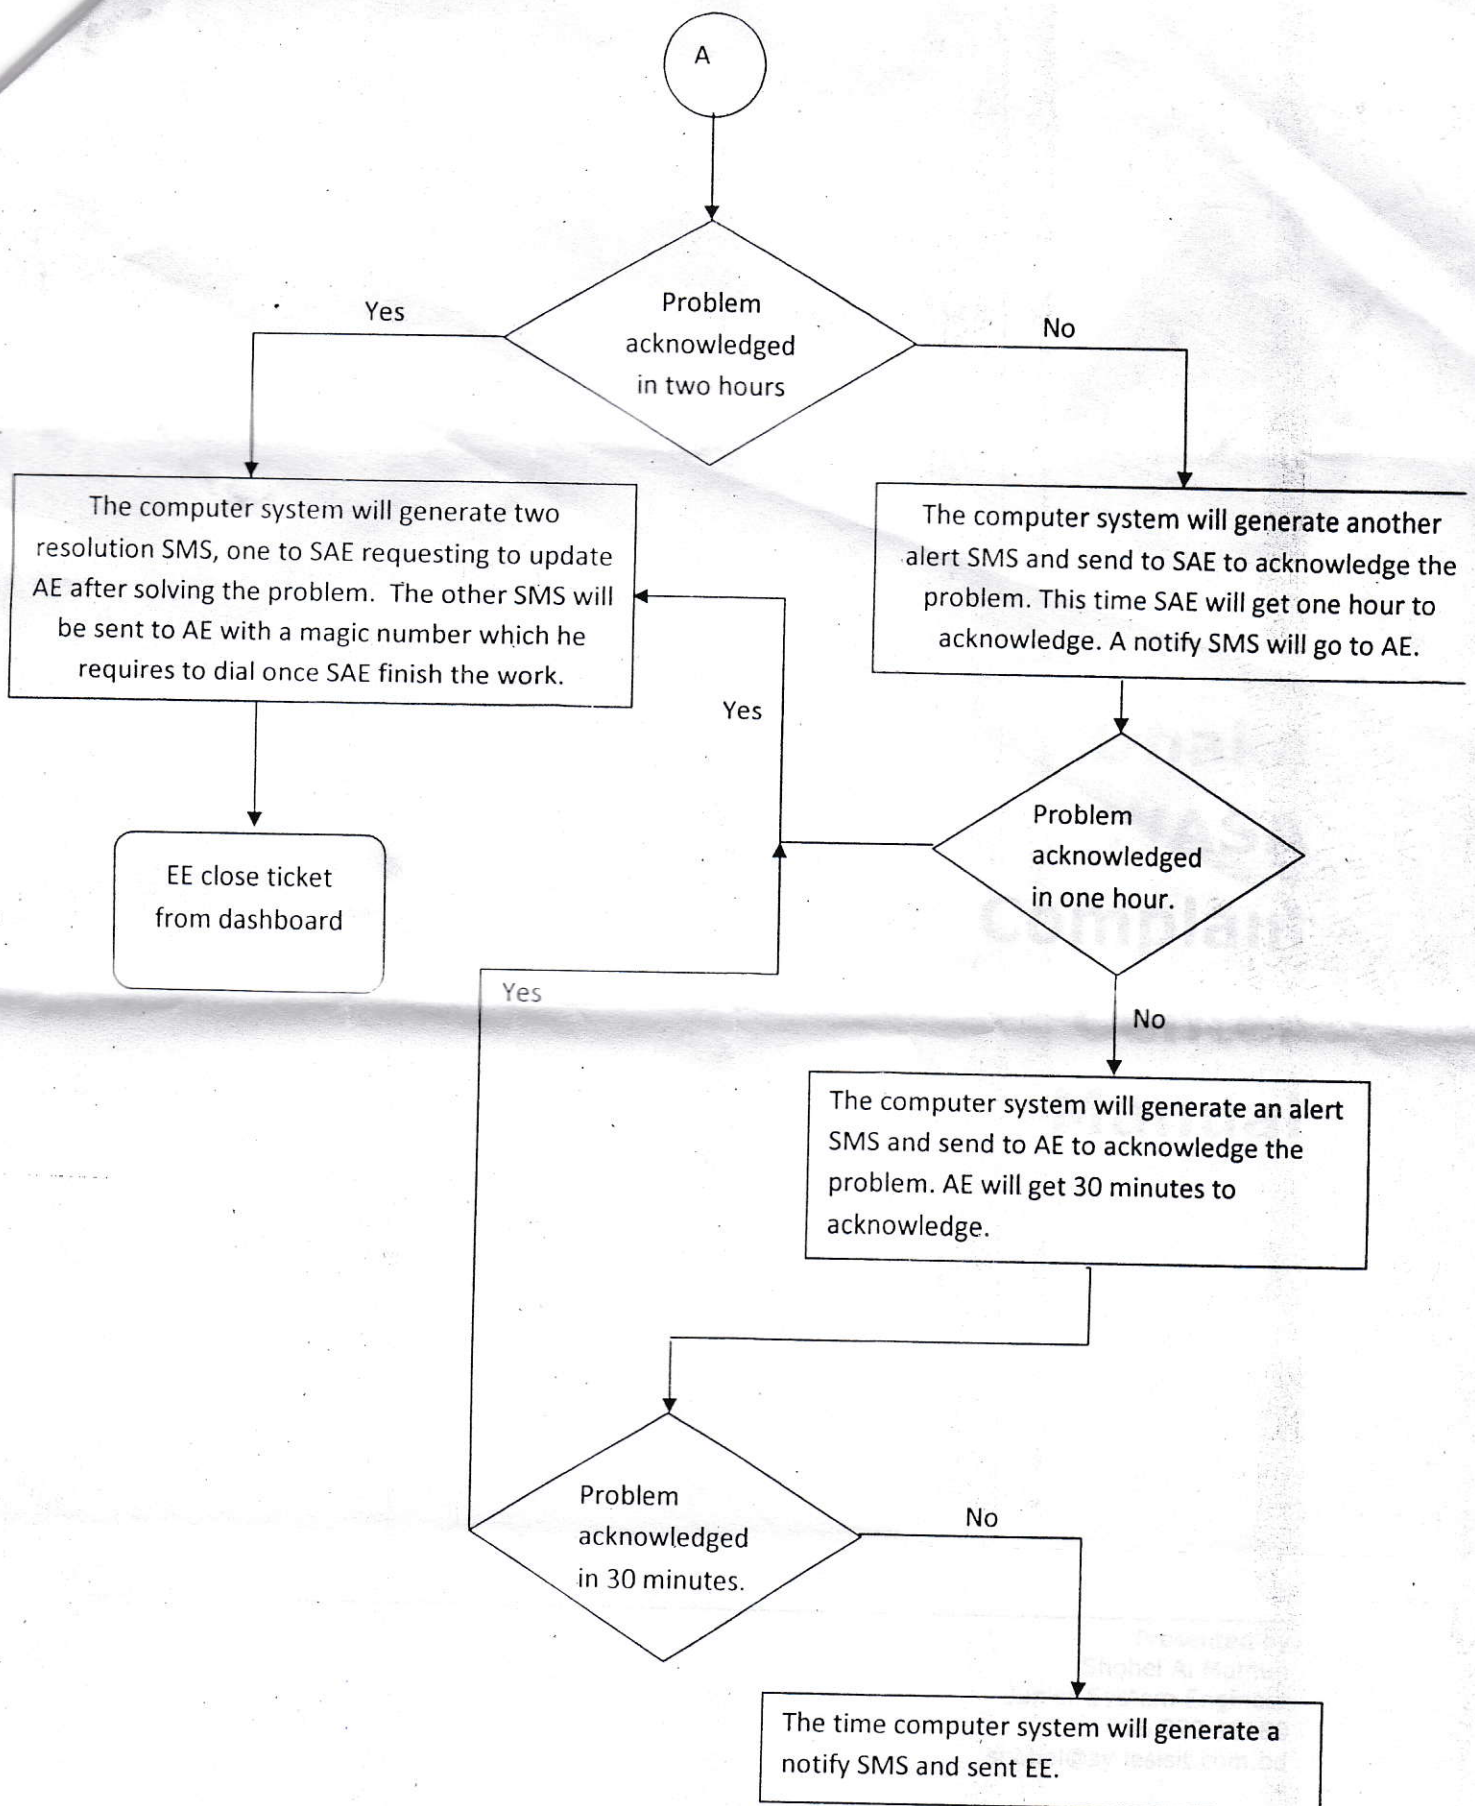 A
Problem
acknowledged
in two hours
Yes
No
The computer system will generate two
resolution SMS, one to SAE requesting to update
AE after solving the problem. The other SMS will
be sent to AE with a magic number which he
requires to dial once SAE finish the work.
The computer system will generate another
alert SMS and send to SAE to acknowledge the
problem. This time SAE will get one hour to
acknowledge. A notify SMS will go to AE.
Yes
Problem
acknowledged
in one hour.
EE close ticket
from dashboard
Yes
No
The computer system will generate an alert
SMS and send to AE to acknowledge the
problem. AE will get 30 minutes to
acknowledge.
Problem
acknowledged
in 30 minutes.
No
The time computer system will generate a
notify SMS and sent EE.